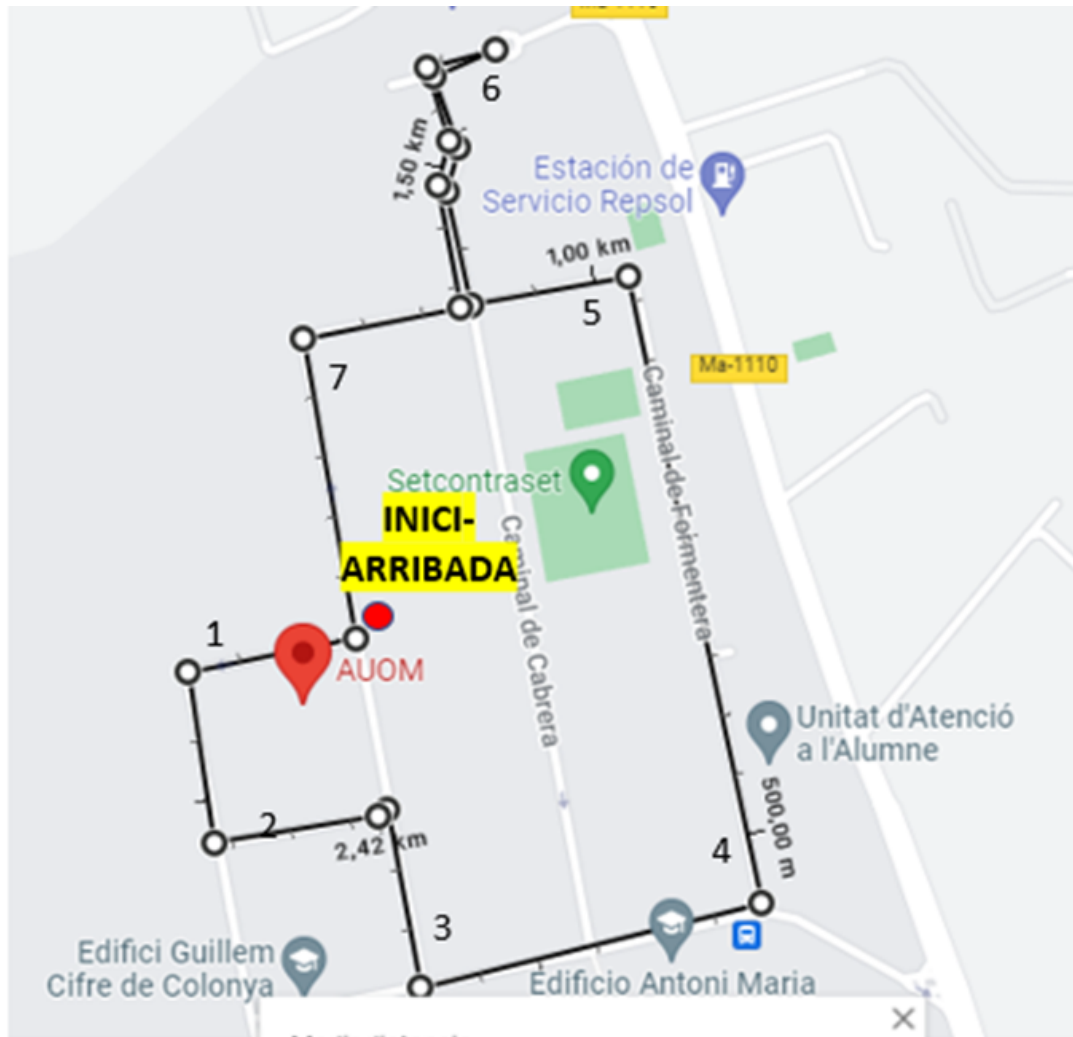 6
1,50 km
Estación de
Servicio Repsol
1,00 km
5
7
Ma-1110
Caminal de Formentera
Setcontraset
INICI-
ARRIBADA
Caminal de Cabrera
1
AUOM
Unitat d'Atenció
a l'Alumne
500,00 m
2
2,42 km
4
3
Edifici Guillem
Cifre de Colonya
Edificio Antoni Maria